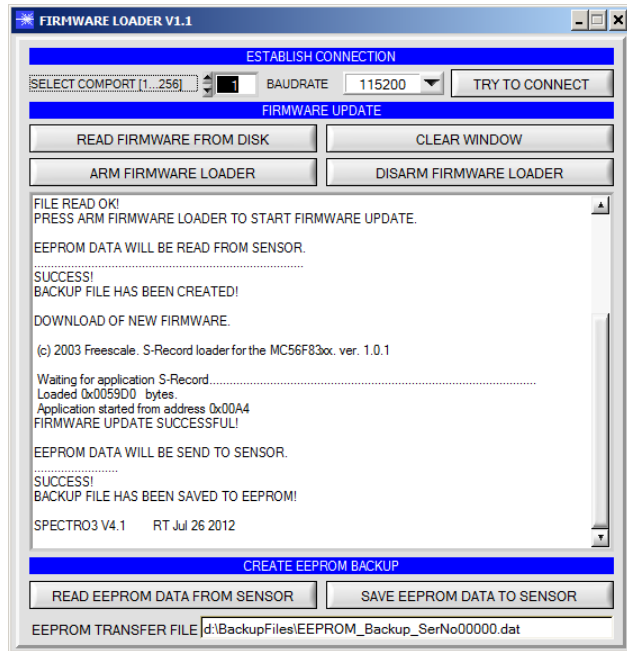 FIRMWARE LOADER V1.1
ESTABLISH CONNECTION
SELECT COMPORT [1...256] 1 BAUDRATE 115200 TRY TO CONNECT
FIRMWARE UPDATE
READ FIRMWARE FROM DISK CLEAR WINDOW
ARM FIRMWARE LOADER DISARM FIRMWARE LOADER
FILE READ OK!
PRESS ARM FIRMWARE LOADER TO START FIRMWARE UPDATE.
EEPROM DATA WILL BE READ FROM SENSOR.
............................................................................
SUCCESS!
BACKUP FILE HAS BEEN CREATED!
DOWNLOAD OF NEW FIRMWARE.
(c) 2003 Freescale. S-Record loader for the MC56F83xx. ver. 1.0.1
Waiting for application S-Record.............................................................................................
Loaded 0x0059D0 bytes.
Application started from address 0x00A4
FIRMWARE UPDATE SUCCESSFUL!
EEPROM DATA WILL BE SEND TO SENSOR.
........................
SUCCESS!
BACKUP FILE HAS BEEN SAVED TO EEPROM!
SPECTRO3 V4.1 RT Jul 26 2012
CREATE EEPROM BACKUP
READ EEPROM DATA FROM SENSOR SAVE EEPROM DATA TO SENSOR
EEPROM TRANSFER FILE d:\BackupFiles\EEPROM_Backup_SerNo00000.dat